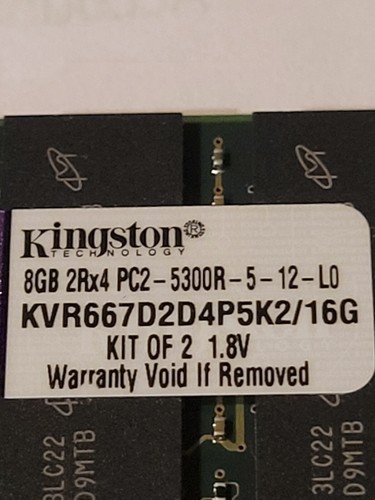 Kingston®
TECHNOLOGY
8GB 2Rx4 PC2-5300R-5-12-L0
KVR667D2D4P5K2/16G
KIT OF 2 1.8V
Warranty Void If Removed
3LC22
D9MTB
3LC22
D9MTB